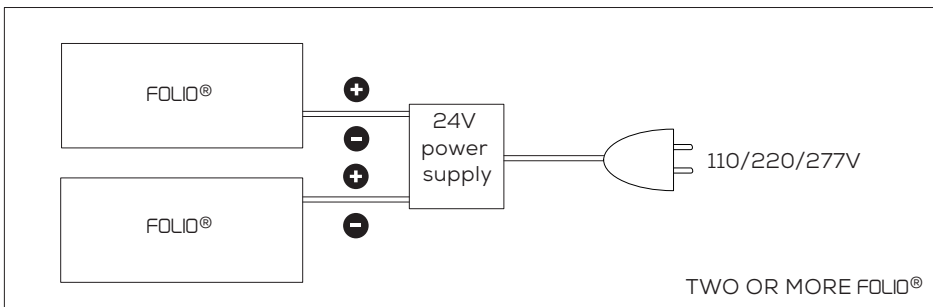 FOLIO®
+
-
24V
power
supply
110/220/277V
+
-
FOLIO®
TWO OR MORE FOLIO®